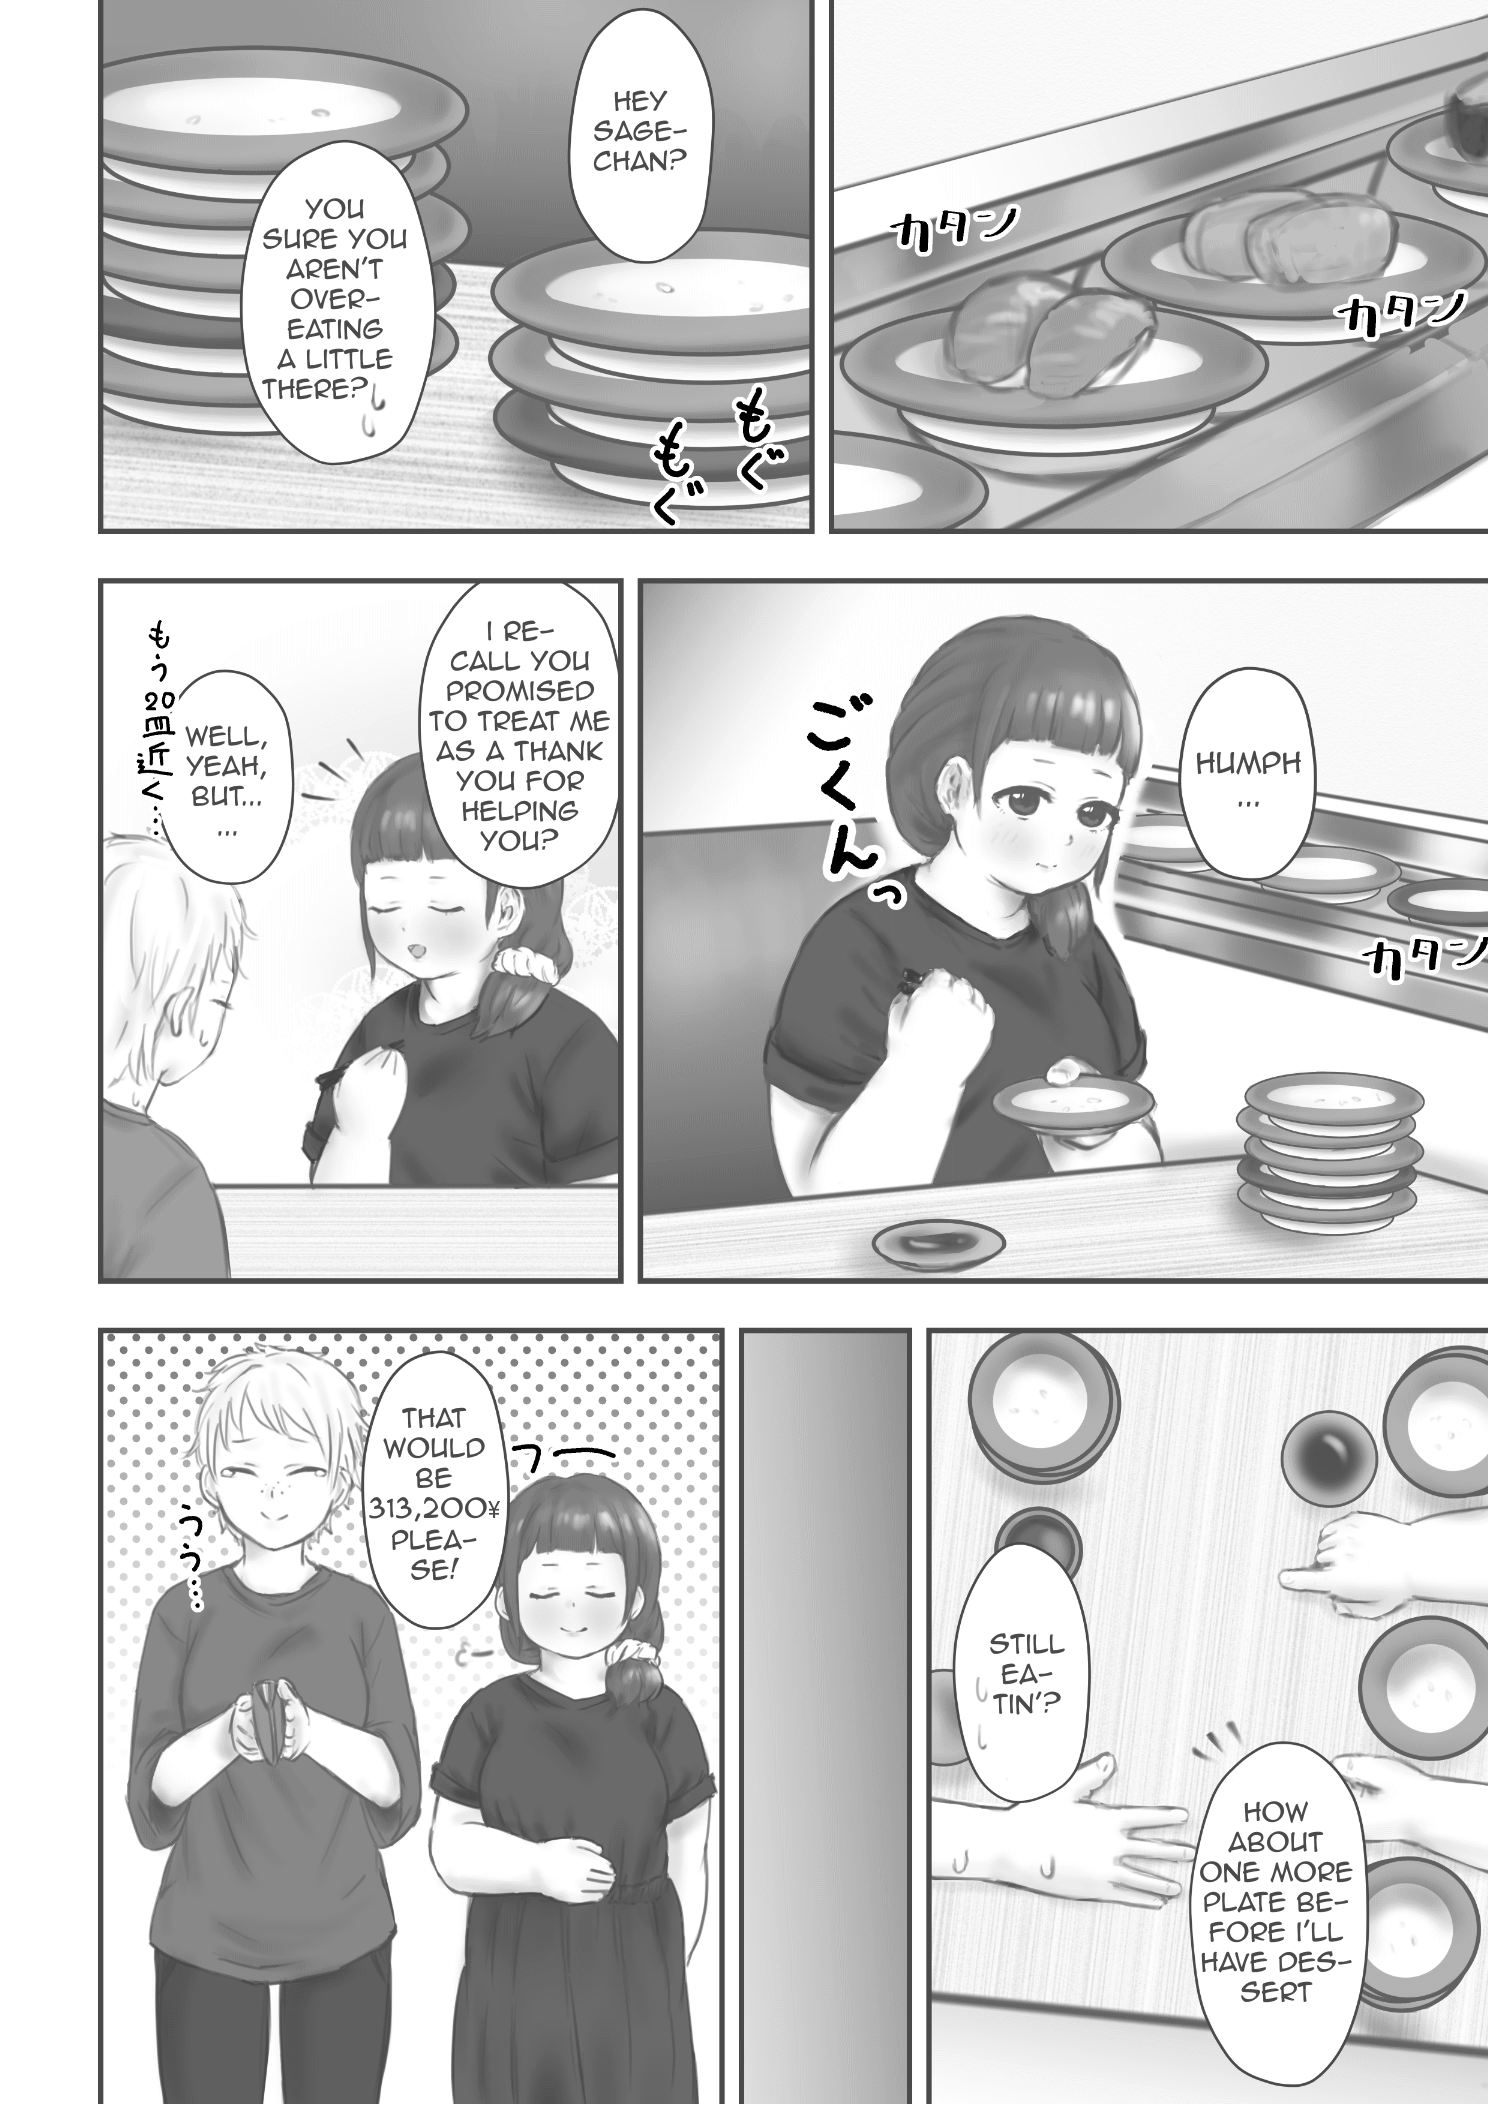 カタン
カタン
HEY
SAGE-
CHAN?
YOU
SURE YOU
AREN'T
OVER-
EATING
A LITTLE
THERE?
もぐ
もぐ
HUMPH
...
ごくんっ
カタン
I RE-
CALL YOU
PROMISED
TO TREAT ME
AS A THANK
YOU FOR
HELPING
YOU?
WELL,
YEAH,
BUT...
...
もう20皿近く…
STILL
EA-
TIN'?
HOW
ABOUT
ONE MORE
PLATE BE-
FORE I'LL
HAVE DES-
SERT
THAT
WOULD
BE
313,200¥
PLEA-
SE!
フー
うう…